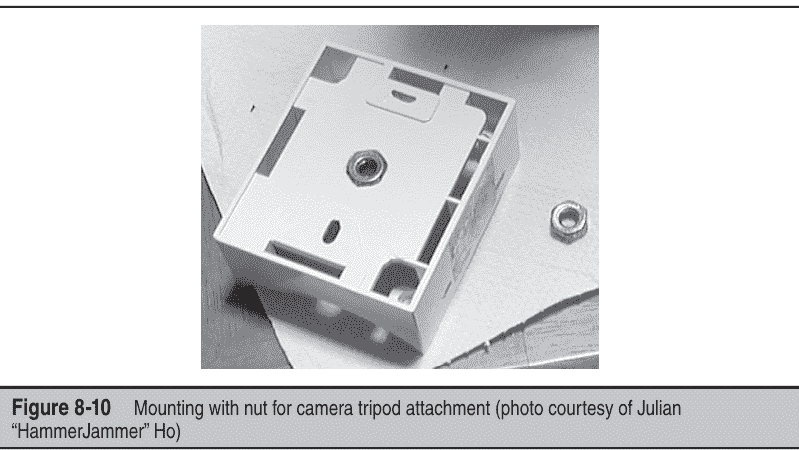 Figure 8-10 Mounting with nut for camera tripod attachment (photo courtesy of Julian
“HammerJammer” Ho)